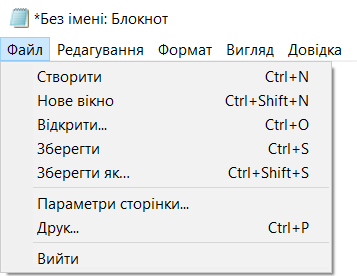 *Без імені: Блокнот
Файл Редагування Формат Вигляд Довідка
Створити Ctrl+N
Нове вікно Ctrl+Shift+N
Відкрити... Ctrl+O
Зберегти Ctrl+S
Зберегти як... Ctrl+Shift+S
Параметри сторінки...
Друк... Ctrl+P
Вийти